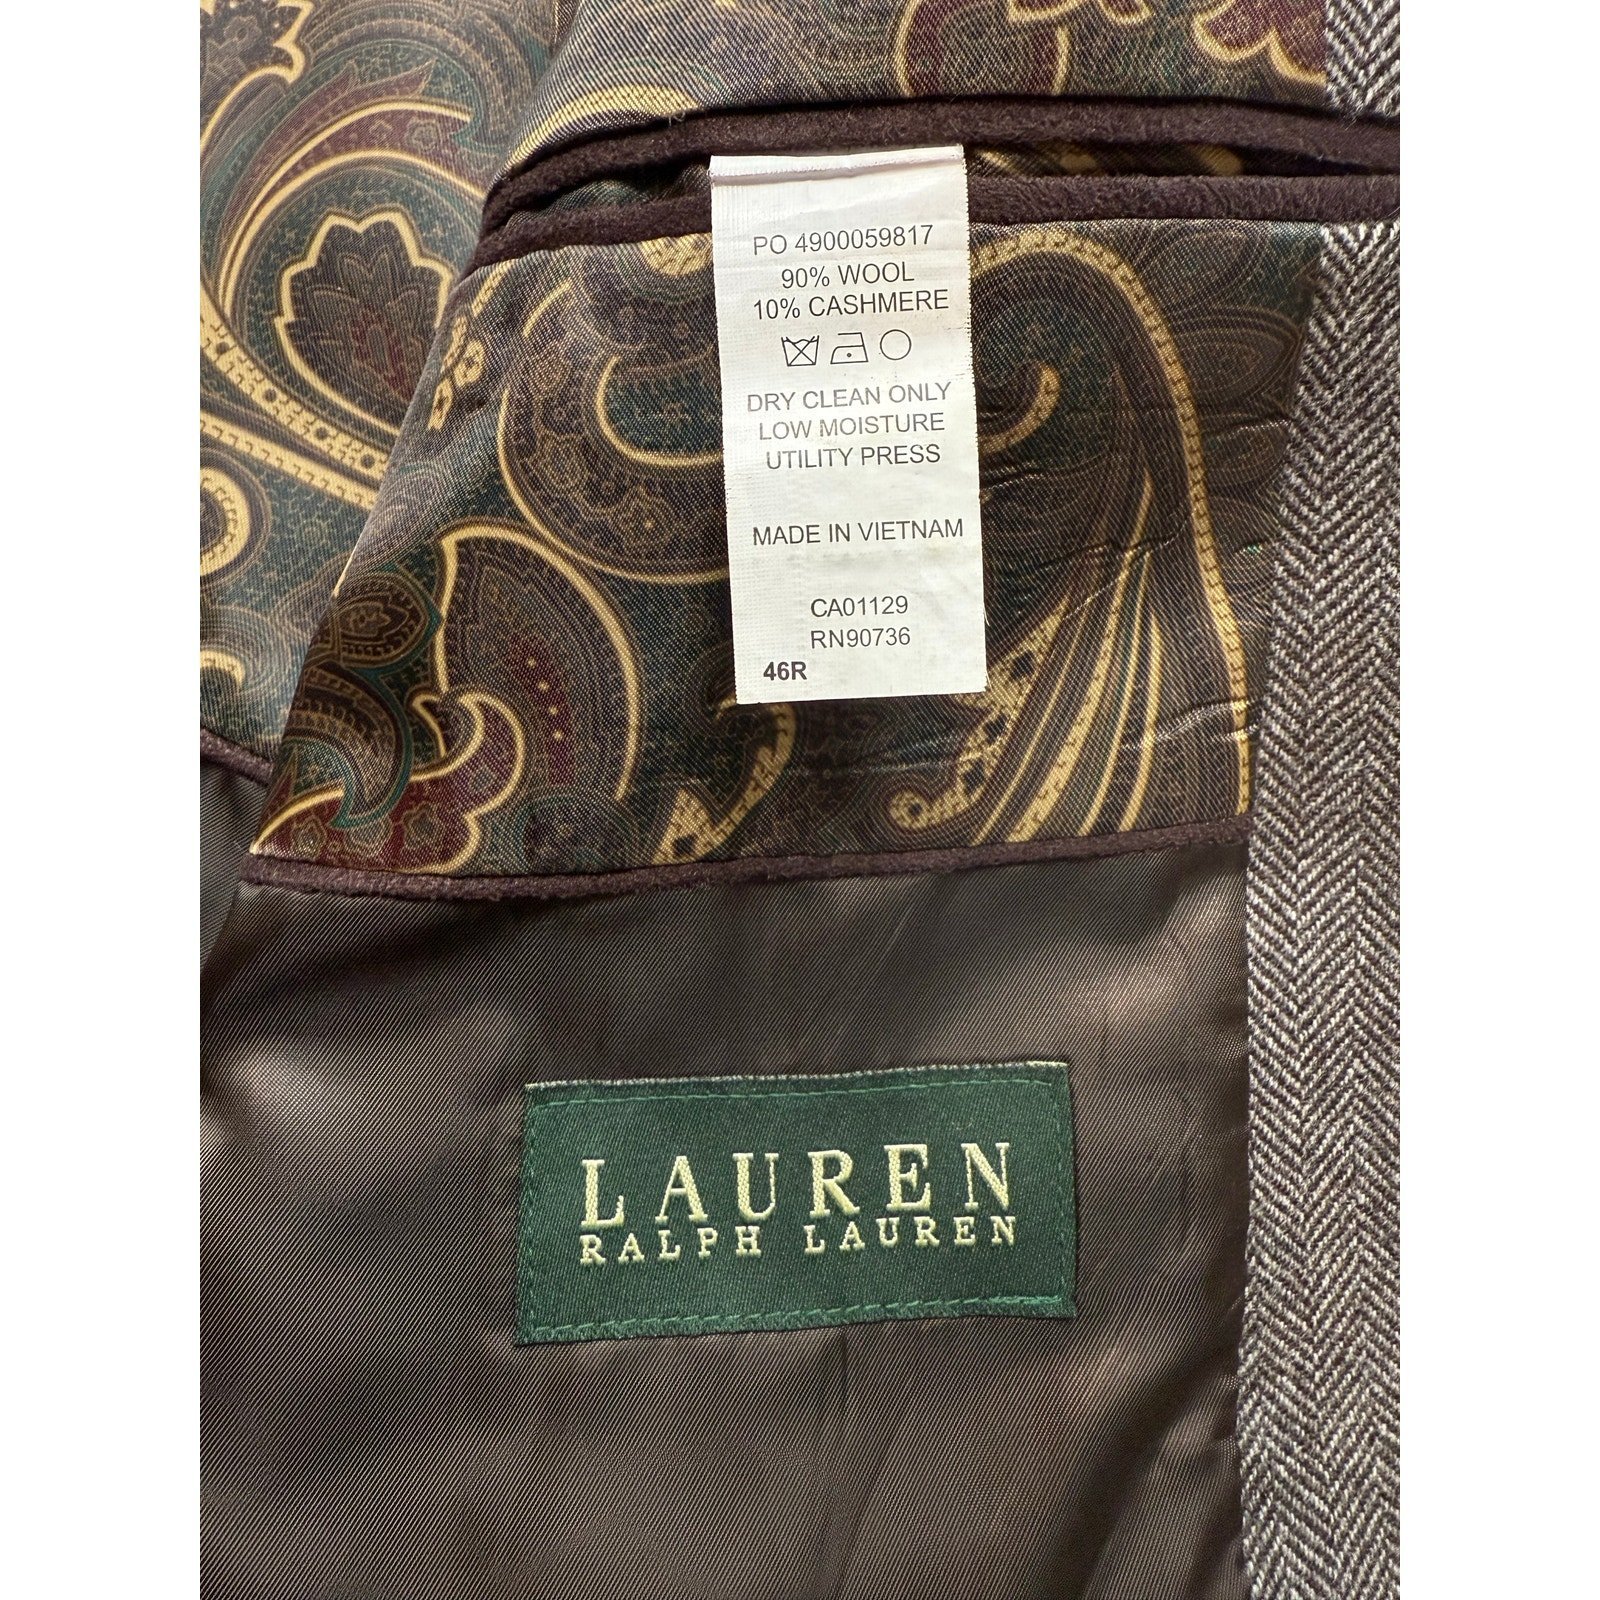 PO 4900059817
90% WOOL
10% CASHMERE
DRY CLEAN ONLY
LOW MOISTURE
UTILITY PRESS
MADE IN VIETNAM
CA01129
RN90736
46R
LAUREN
RALPH LAUREN